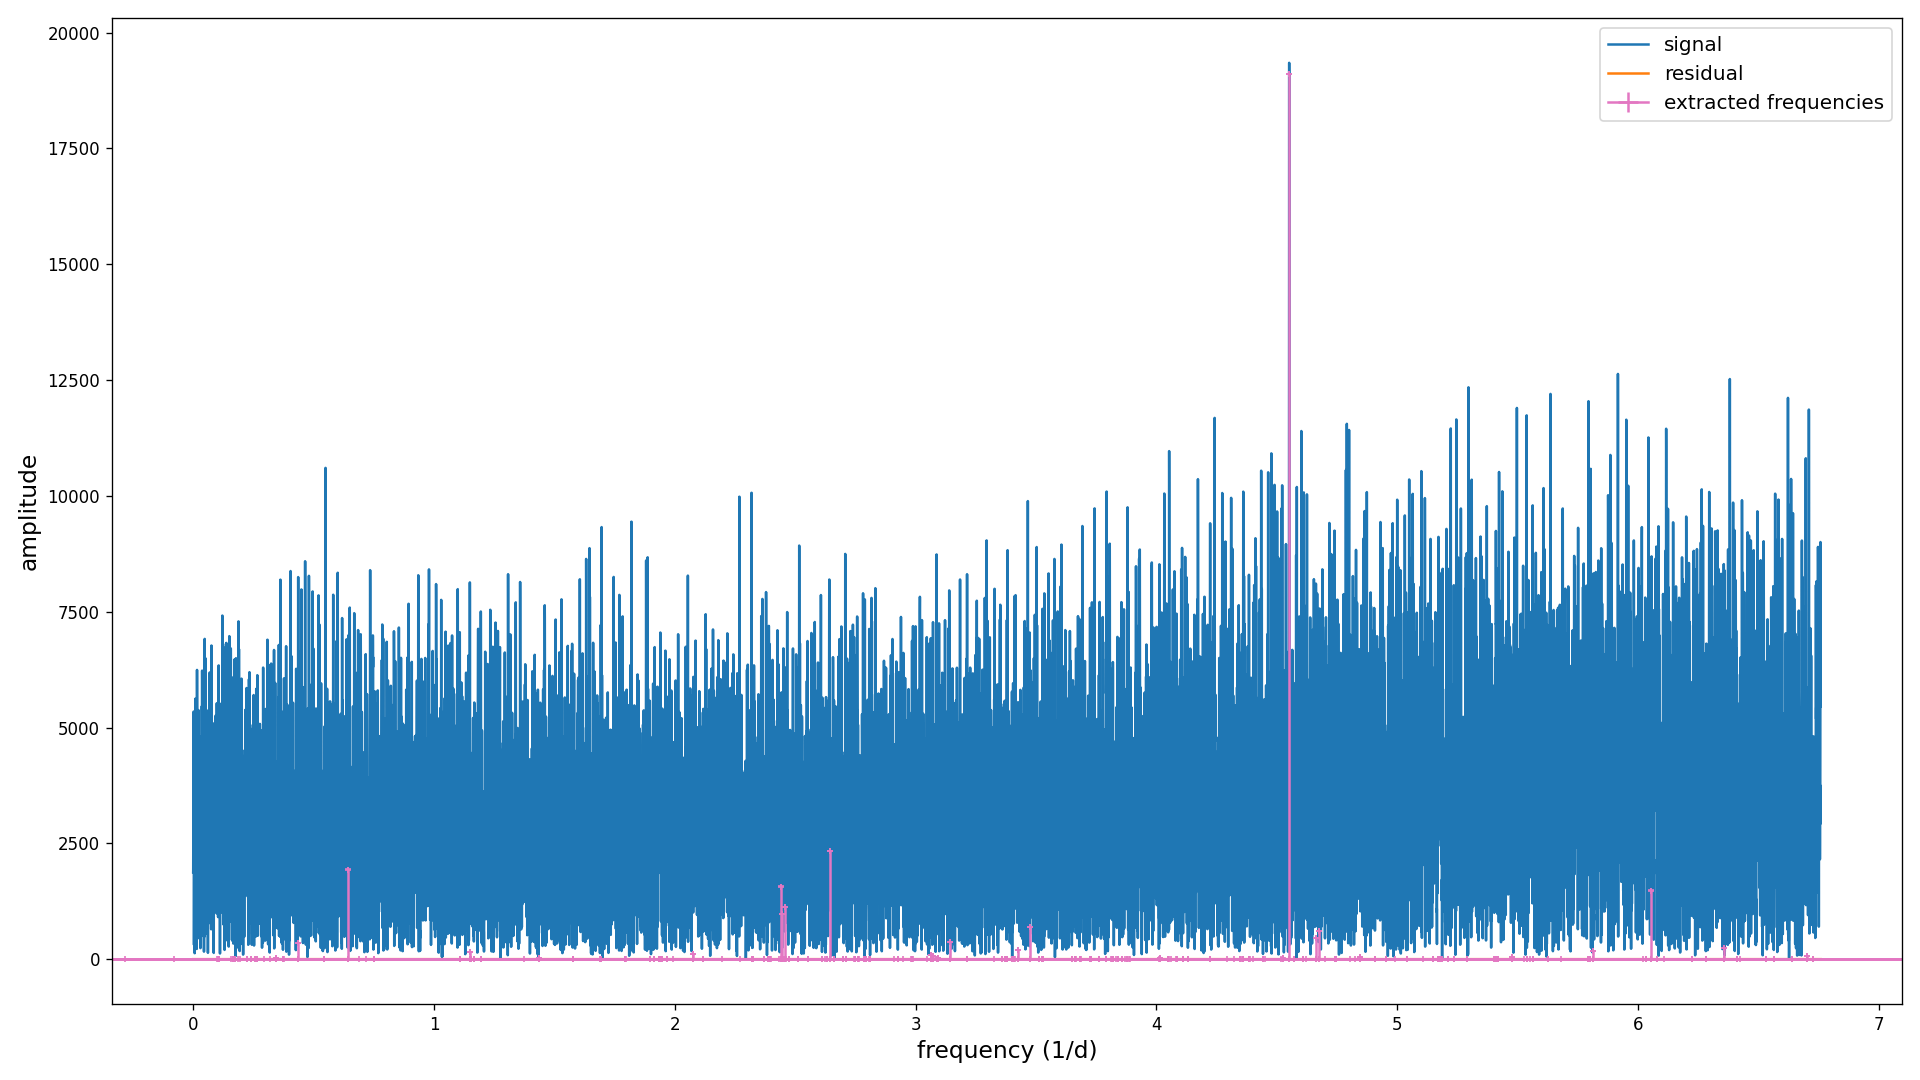 20000
17500
15000
12500
10000
7500
5000
2500
0
amplitude
signal
residual
extracted frequencies
0 1 2 3 4 5 6 7
frequency (1/d)